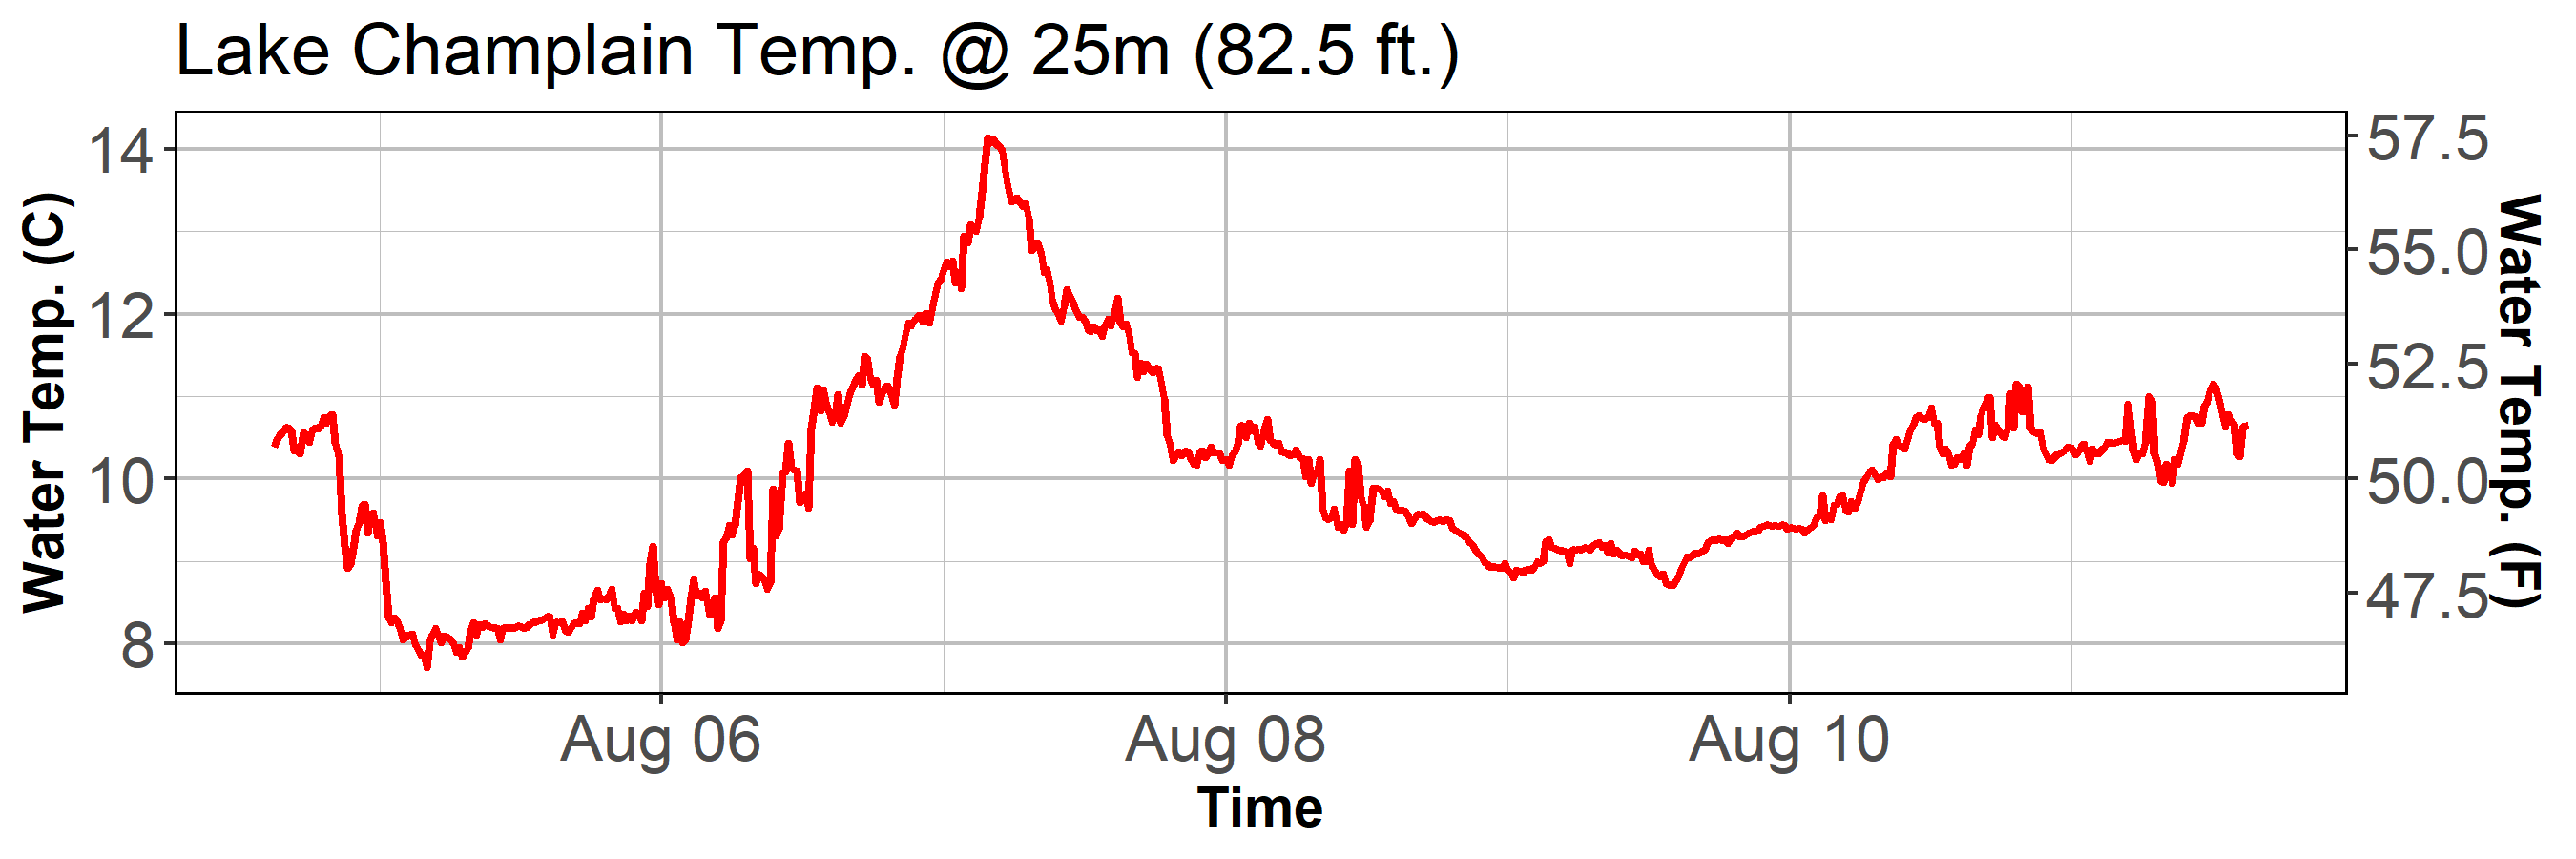 Lake Champlain Temp. @ 25m (82.5 ft.)
Water Temp. (C)
14
12
10
8
57.5
55.0
52.5
50.0
47.5
Water Temp. (F)
Aug 06 Aug 08 Aug 10
Time